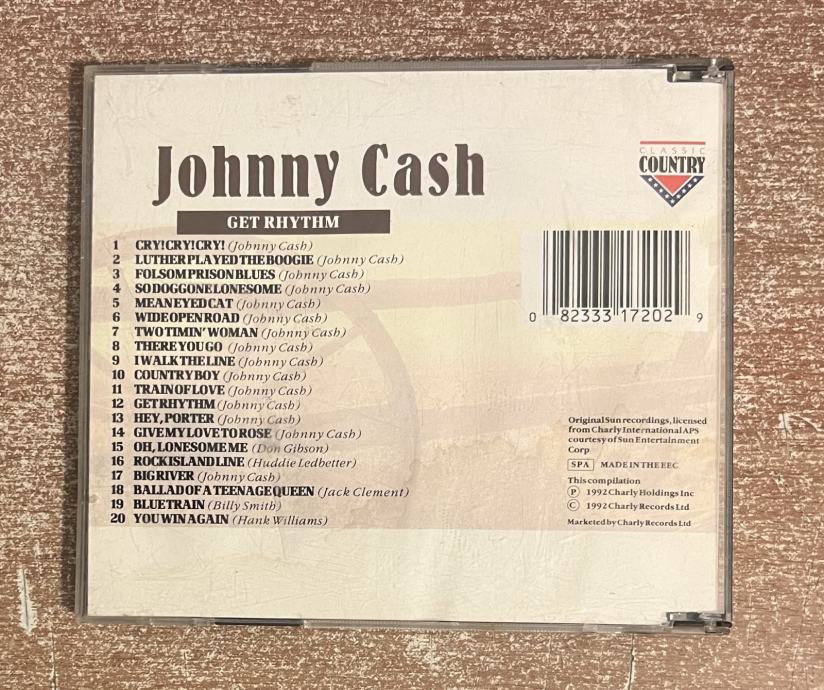 Johnny Cash
CLASSIC
COUNTRY
GET RHYTHM
1 CRY! CRY! CRY! (Johnny Cash)
2 LUTHER PLAYED THE BOOGIE (Johnny Cash)
3 FOLSOM PRISON BLUES (Johnny Cash)
4 SO DOGGONE LONESOME (Johnny Cash)
5 MEAN EYED CAT (Johnny Cash)
6 WIDE OPEN ROAD (Johnny Cash)
7 TWO TIMIN' WOMAN (Johnny Cash)
8 THERE YOU GO (Johnny Cash)
9 I WALK THE LINE (Johnny Cash)
10 COUNTRY BOY (Johnny Cash)
11 TRAIN OF LOVE (Johnny Cash)
12 GET RHYTHM (Johnny Cash)
13 HEY, PORTER (Johnny Cash)
14 GIVE MY LOVE TO ROSE (Johnny Cash)
15 OH, LONESOME ME (Don Gibson)
16 ROCK ISLAND LINE (Huddie Ledbetter)
17 BIG RIVER (Johnny Cash)
18 BALLAD OF A TEENAGE QUEEN (Jack Clement)
19 BLUE TRAIN (Billy Smith)
20 YOU WIN AGAIN (Hank Williams)
0 82333 17202 9
Original Sun recordings, licensed
from Charly International APS
courtesy of Sun Entertainment
Corp
SPA MADE IN THE EEC
This compilation
Ⓟ 1992 Charly Holdings Inc
© 1992 Charly Records Ltd
Marketed by Charly Records Ltd